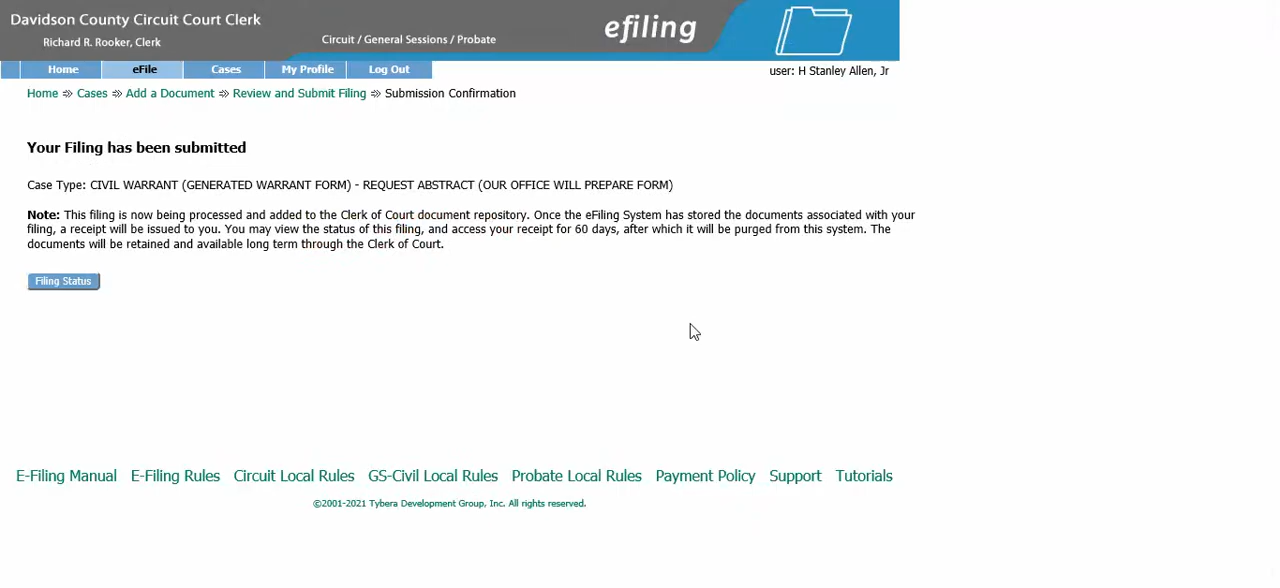 Davidson County Circuit Court Clerk
Richard R. Rooker, Clerk
Circuit / General Sessions / Probate
efiling
Home eFile Cases My Profile Log Out
user: H Stanley Allen, Jr
Home ⇒ Cases ⇒ Add a Document ⇒ Review and Submit Filing ⇒ Submission Confirmation
Your Filing has been submitted
Case Type: CIVIL WARRANT (GENERATED WARRANT FORM) - REQUEST ABSTRACT (OUR OFFICE WILL PREPARE FORM)
Note: This filing is now being processed and added to the Clerk of Court document repository. Once the eFiling System has stored the documents associated with your
filing, a receipt will be issued to you. You may view the status of this filing, and access your receipt for 60 days, after which it will be purged from this system. The
documents will be retained and available long term through the Clerk of Court.
Filing Status
E-Filing Manual E-Filing Rules Circuit Local Rules GS-Civil Local Rules Probate Local Rules Payment Policy Support Tutorials
©2001-2021 Tybera Development Group, Inc. All rights reserved.